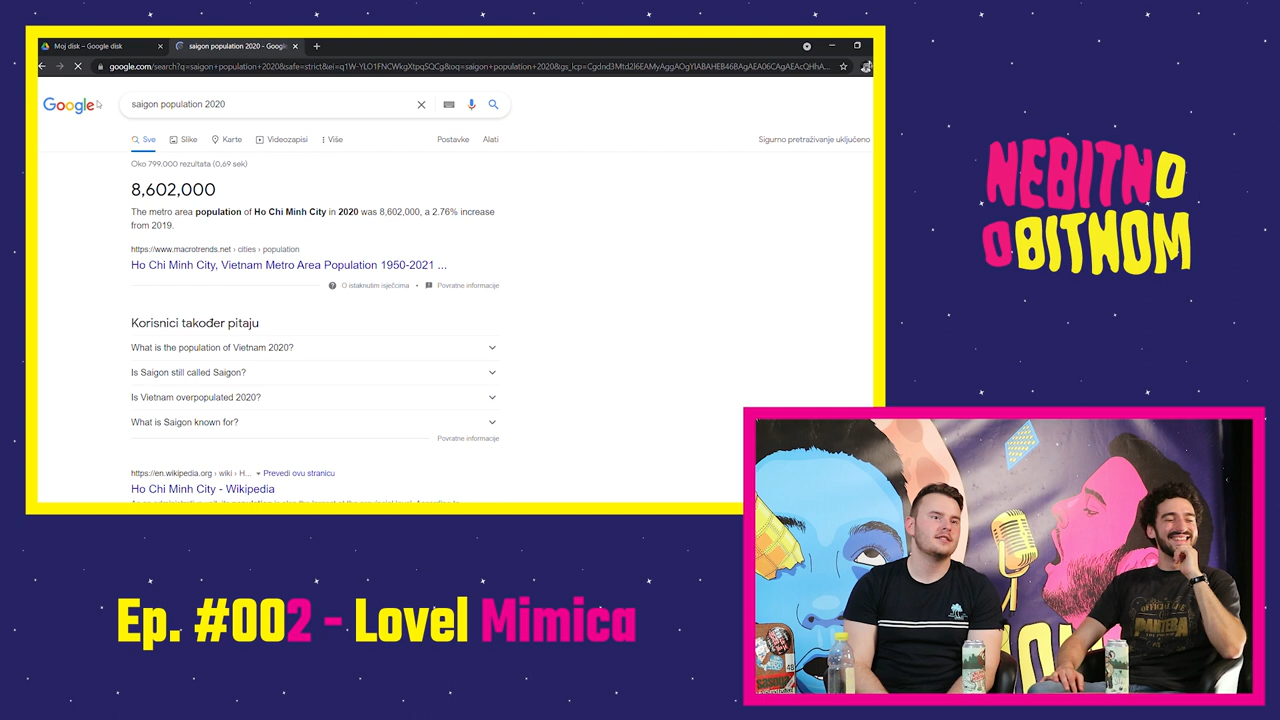 Moj disk – Google disk
saigon population 2020 - Googl
google.com/search?q=saigon+population+2020&safe=strict&ei=q1W-YLO1FNCWkgXtpqSQCg&oq=saigon+population+2020&gs_lcp=
Google
saigon population 2020
Sve Slike Karte Videozapisi Više Postavke Alati Sigurno pretraživanje uključeno
Oko 799.000 rezultata (0,69 sek)
8,602,000
The metro area population of Ho Chi Minh City in 2020 was 8,602,000, a 2.76% increase
from 2019.
https://www.macrotrends.net › cities › population
Ho Chi Minh City, Vietnam Metro Area Population 1950-2021 ...
O istaknutim isječcima • Povratne informacije
Korisnici također pitaju
What is the population of Vietnam 2020?
Is Saigon still called Saigon?
Is Vietnam overpopulated 2020?
What is Saigon known for?
Povratne informacije
https://en.wikipedia.org › wiki › H... Prevedi ovu stranicu
Ho Chi Minh City - Wikipedia
NEBITNO
OBITNOM
Ep. #002 - Lovel Mimica
PANTERA